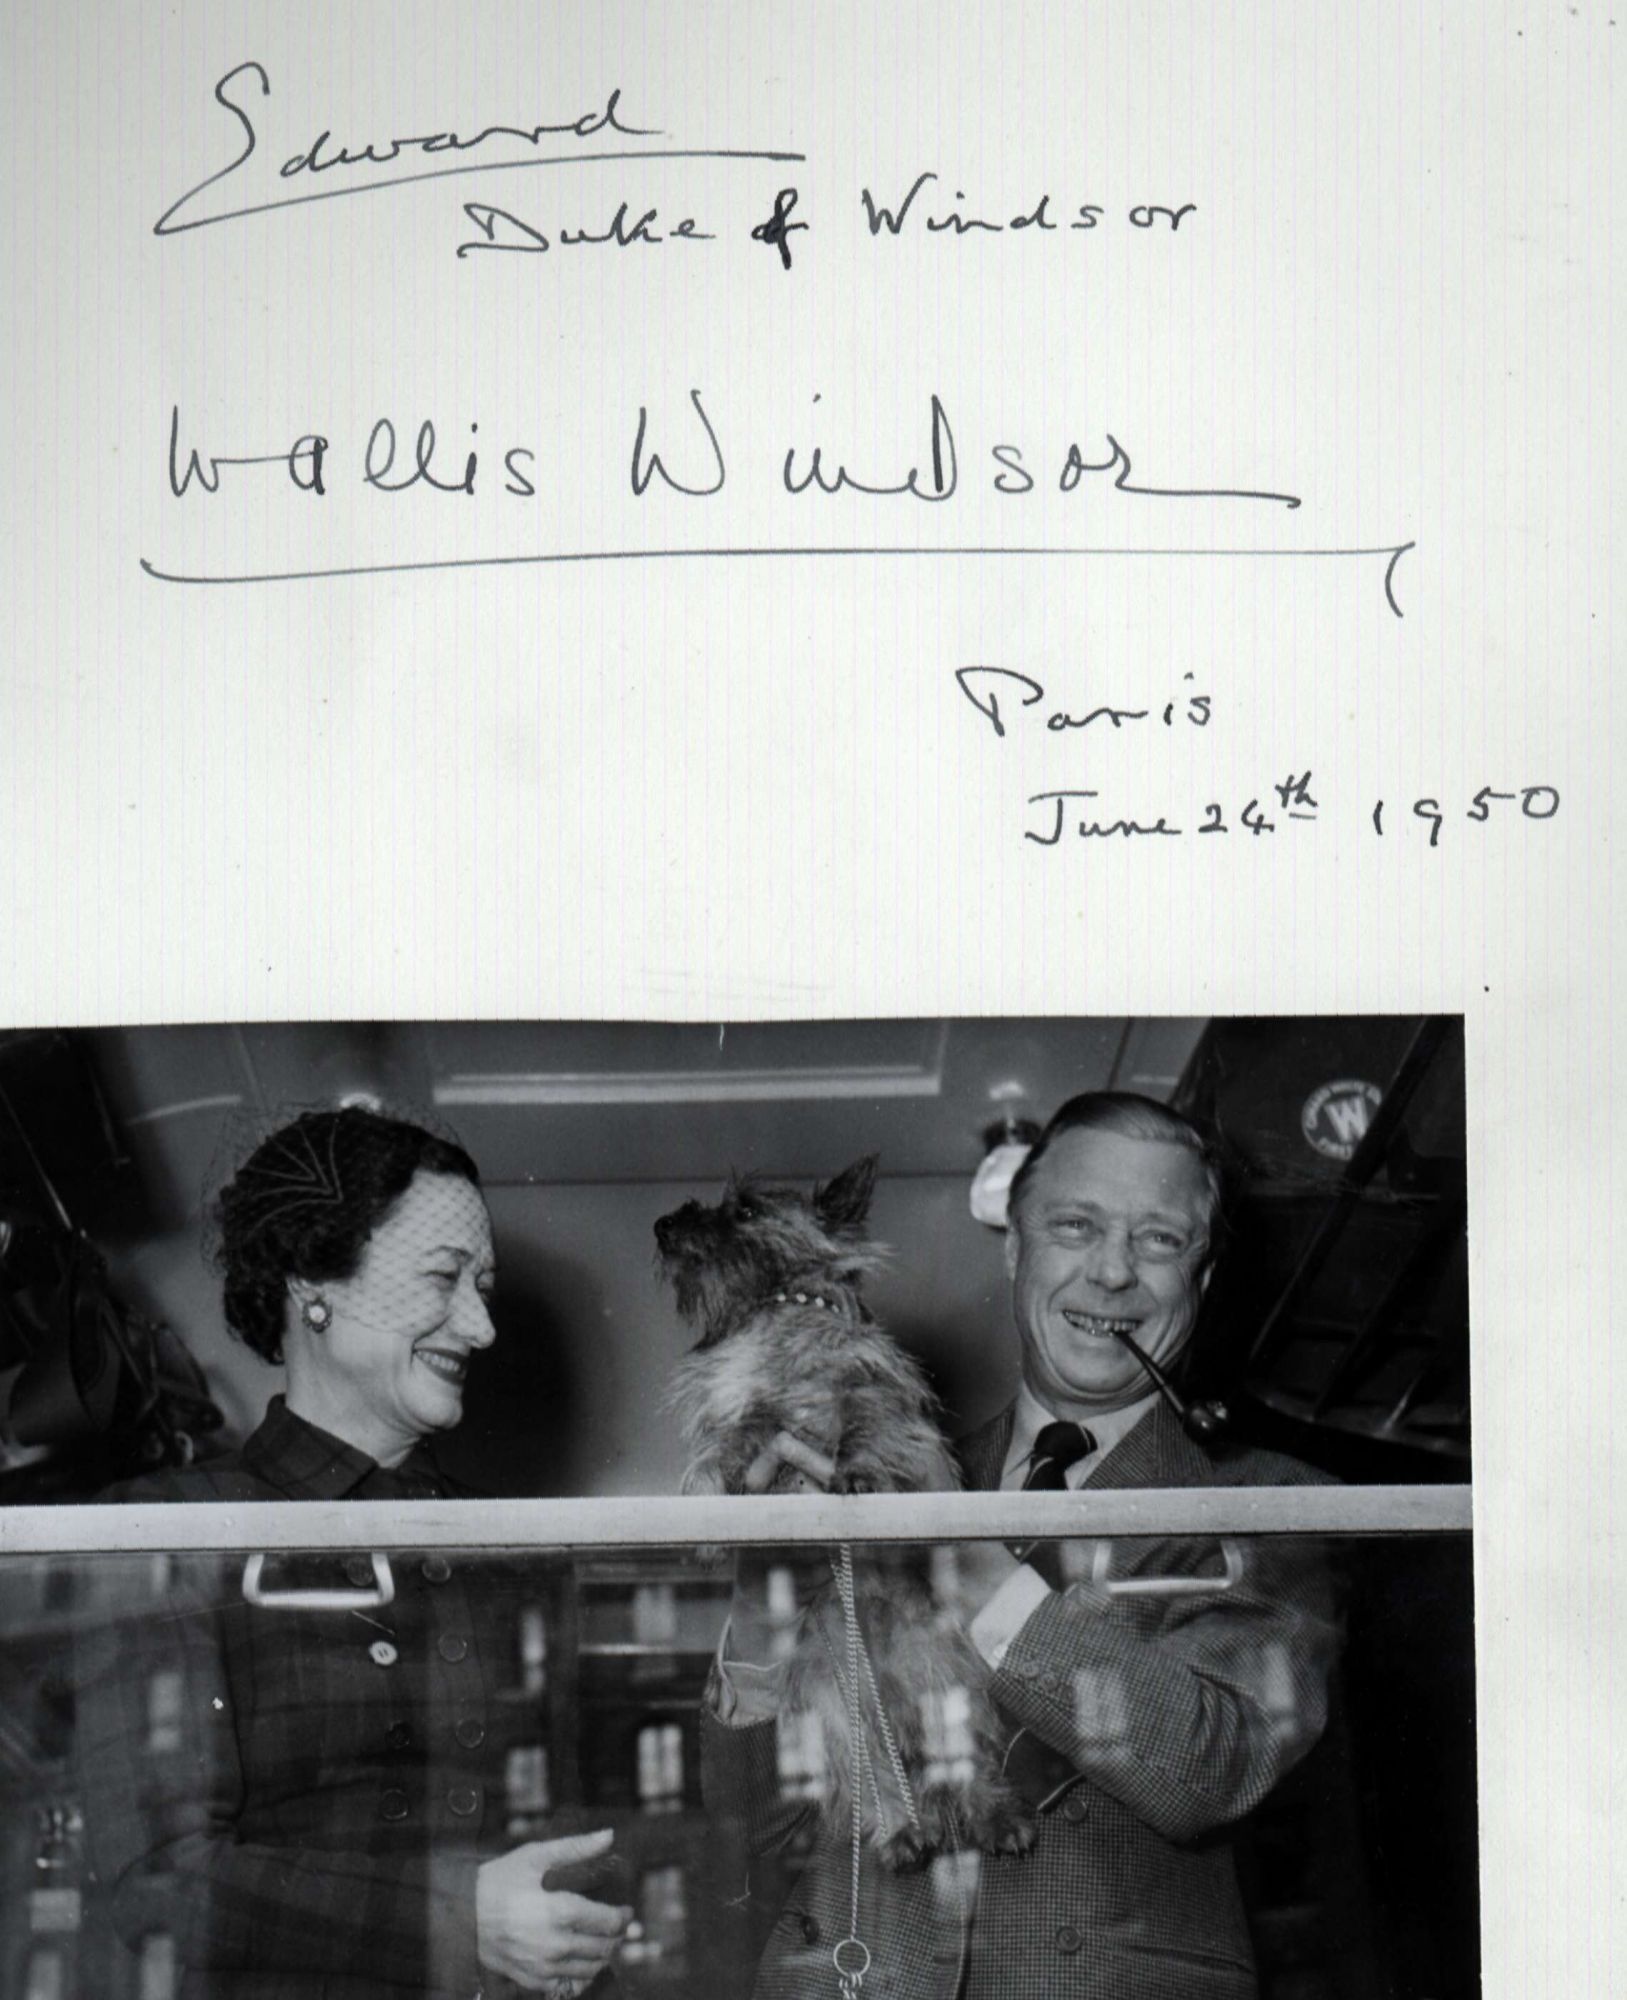 Edward
Duke of Windsor
Wallis Windsor
Paris
June 24th 1950
W